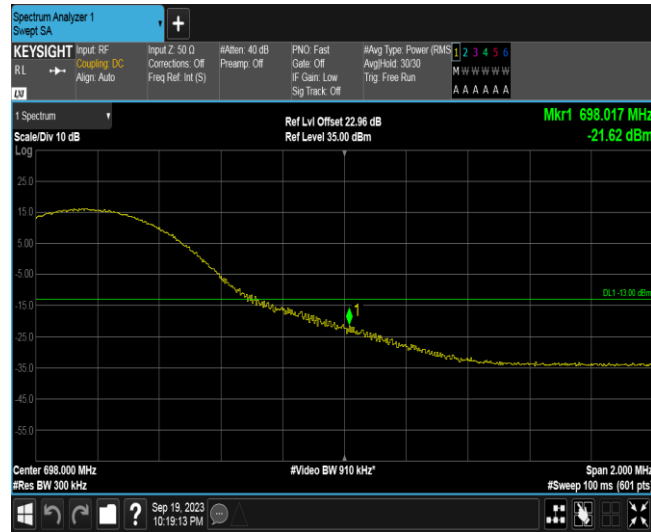 Spectrum Analyzer 1
Swept SA
KEYSIGHT
RL
LXI
Input: RF
Coupling: DC
Align: Auto
Input Z: 50 Ω
Corrections: Off
Freq Ref: Int (S)
#Atten: 40 dB
Preamp: Off
PNO: Fast
Gate: Off
IF Gain: Low
Sig Track: Off
#Avg Type: Power (RMS
Avg|Hold: 30/30
Trig: Free Run
1 2 3 4 5 6
M W W W W W
A A A A A A
1 Spectrum
Scale/Div 10 dB
Ref Lvl Offset 22.96 dB
Ref Level 35.00 dBm
Mkr1 698.017 MHz
-21.62 dBm
Log
25.0
15.0
5.00
-5.00
-15.0
-25.0
-35.0
-45.0
-55.0
DL1 -13.00 dBm
1
Center 698.000 MHz
#Video BW 910 kHz*
Span 2.000 MHz
#Res BW 300 kHz
#Sweep 100 ms (601 pts)
?
Sep 19, 2023
10:19:13 PM